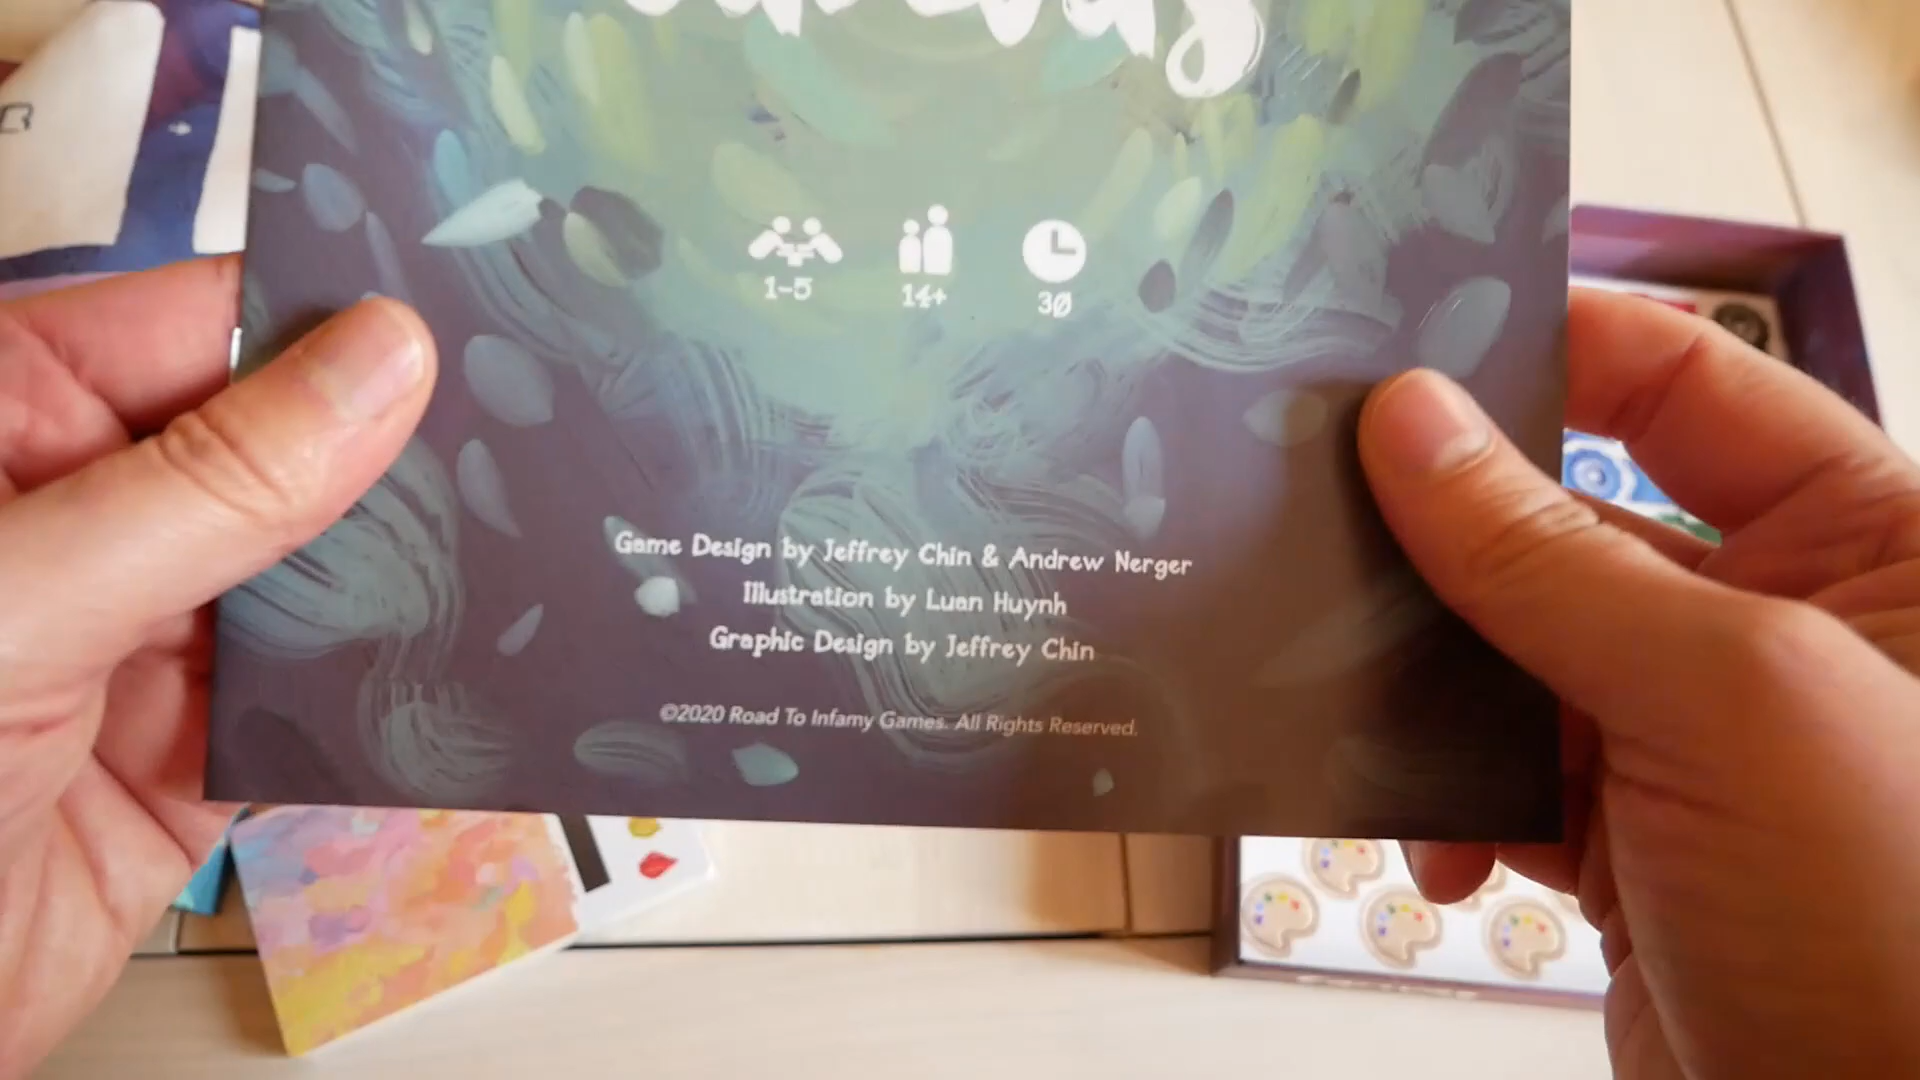 1-5
14+
30
Game Design by Jeffrey Chin & Andrew Nerger
Illustration by Luan Huynh
Graphic Design by Jeffrey Chin
©2020 Road To Infamy Games. All Rights Reserved.